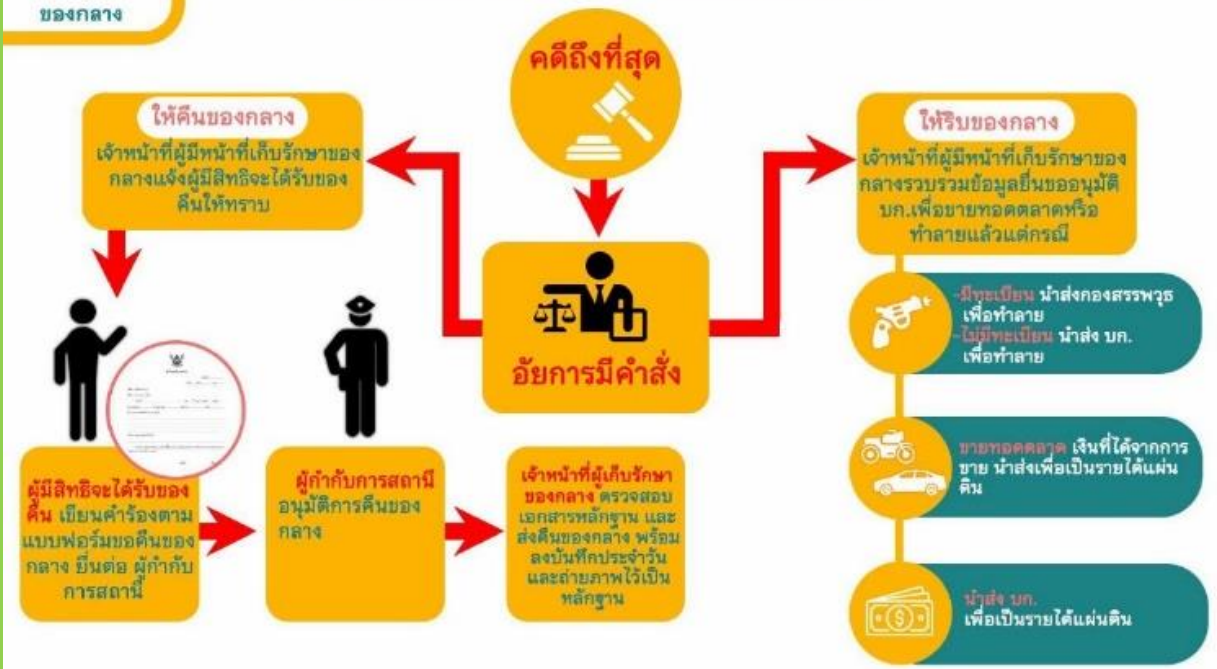 ของกลาง
คดีถึงที่สุด
ให้คืนของกลาง
เจ้าหน้าที่ผู้มีหน้าที่เก็บรักษาของ
กลางแจ้งผู้มีสิทธิจะได้รับของ
คืนให้ทราบ
ให้ริบของกลาง
เจ้าหน้าที่ผู้มีหน้าที่เก็บรักษาของ
กลางรวบรวมข้อมูลยื่นขออนุมัติ
บก.เพื่อขายทอดตลาดหรือ
ทำลายแล้วแต่กรณี
อัยการมีคำสั่ง
-มีทะเบียน นำส่งกองสรรพาวุธ
เพื่อทำลาย
-ไม่มีทะเบียน นำส่ง บก.
เพื่อทำลาย
ขายทอดตลาด เงินที่ได้จากการ
ขาย นำส่งเพื่อเป็นรายได้แผ่น
ดิน
นำส่ง บก.
เพื่อเป็นรายได้แผ่นดิน
ผู้มีสิทธิจะได้รับของ
คืน เขียนคำร้องตาม
แบบฟอร์มขอคืนของ
กลาง ยื่นต่อ ผู้กำกับ
การสถานี
ผู้กำกับการสถานี
อนุมัติการคืนของ
กลาง
เจ้าหน้าที่ผู้เก็บรักษา
ของกลาง ตรวจสอบ
เอกสารหลักฐาน และ
ส่งคืนของกลาง พร้อม
ลงบันทึกประจำวัน
และถ่ายภาพไว้เป็น
หลักฐาน